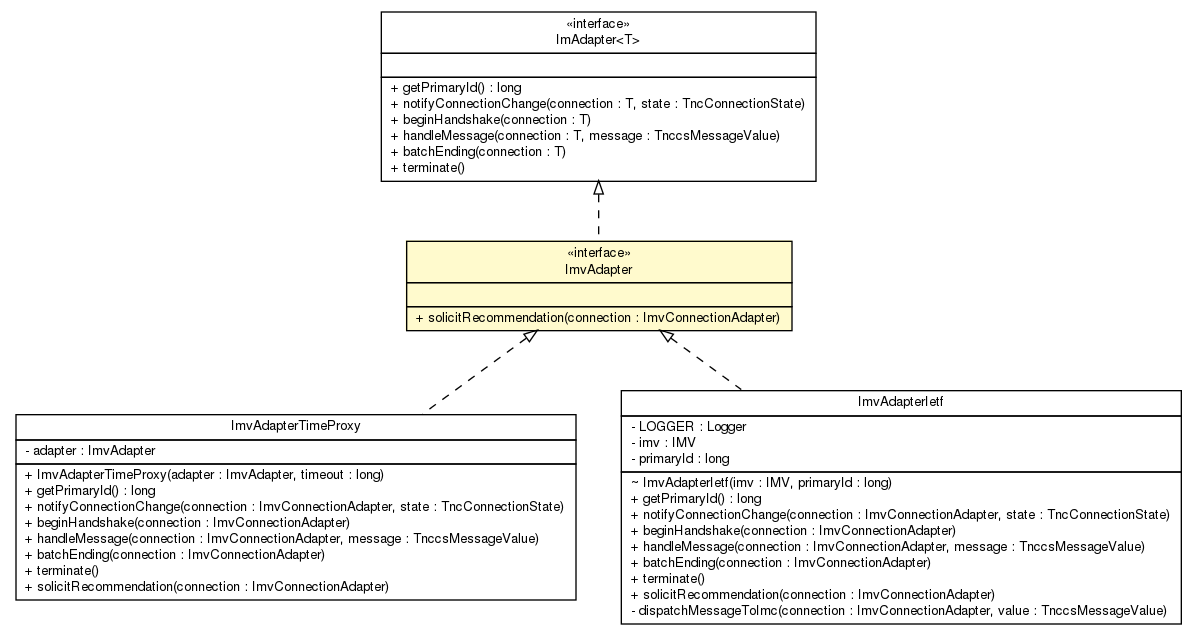 «interface»
ImAdapter<T>
+ getPrimaryId() : long
+ notifyConnectionChange(connection : T, state : TncConnectionState)
+ beginHandshake(connection : T)
+ handleMessage(connection : T, message : TnccsMessageValue)
+ batchEnding(connection : T)
+ terminate()
«interface»
ImvAdapter
+ solicitRecommendation(connection : ImvConnectionAdapter)
ImvAdapterTimeProxy
- adapter : ImvAdapter
+ ImvAdapterTimeProxy(adapter : ImvAdapter, timeout : long)
+ getPrimaryId() : long
+ notifyConnectionChange(connection : ImvConnectionAdapter, state : TncConnectionState)
+ beginHandshake(connection : ImvConnectionAdapter)
+ handleMessage(connection : ImvConnectionAdapter, message : TnccsMessageValue)
+ batchEnding(connection : ImvConnectionAdapter)
+ terminate()
+ solicitRecommendation(connection : ImvConnectionAdapter)
ImvAdapterIetf
- LOGGER : Logger
- imv : IMV
- primaryId : long
~ ImvAdapterIetf(imv : IMV, primaryId : long)
+ getPrimaryId() : long
+ notifyConnectionChange(connection : ImvConnectionAdapter, state : TncConnectionState)
+ beginHandshake(connection : ImvConnectionAdapter)
+ handleMessage(connection : ImvConnectionAdapter, message : TnccsMessageValue)
+ batchEnding(connection : ImvConnectionAdapter)
+ terminate()
+ solicitRecommendation(connection : ImvConnectionAdapter)
- dispatchMessageToImc(connection : ImvConnectionAdapter, value : TnccsMessageValue)